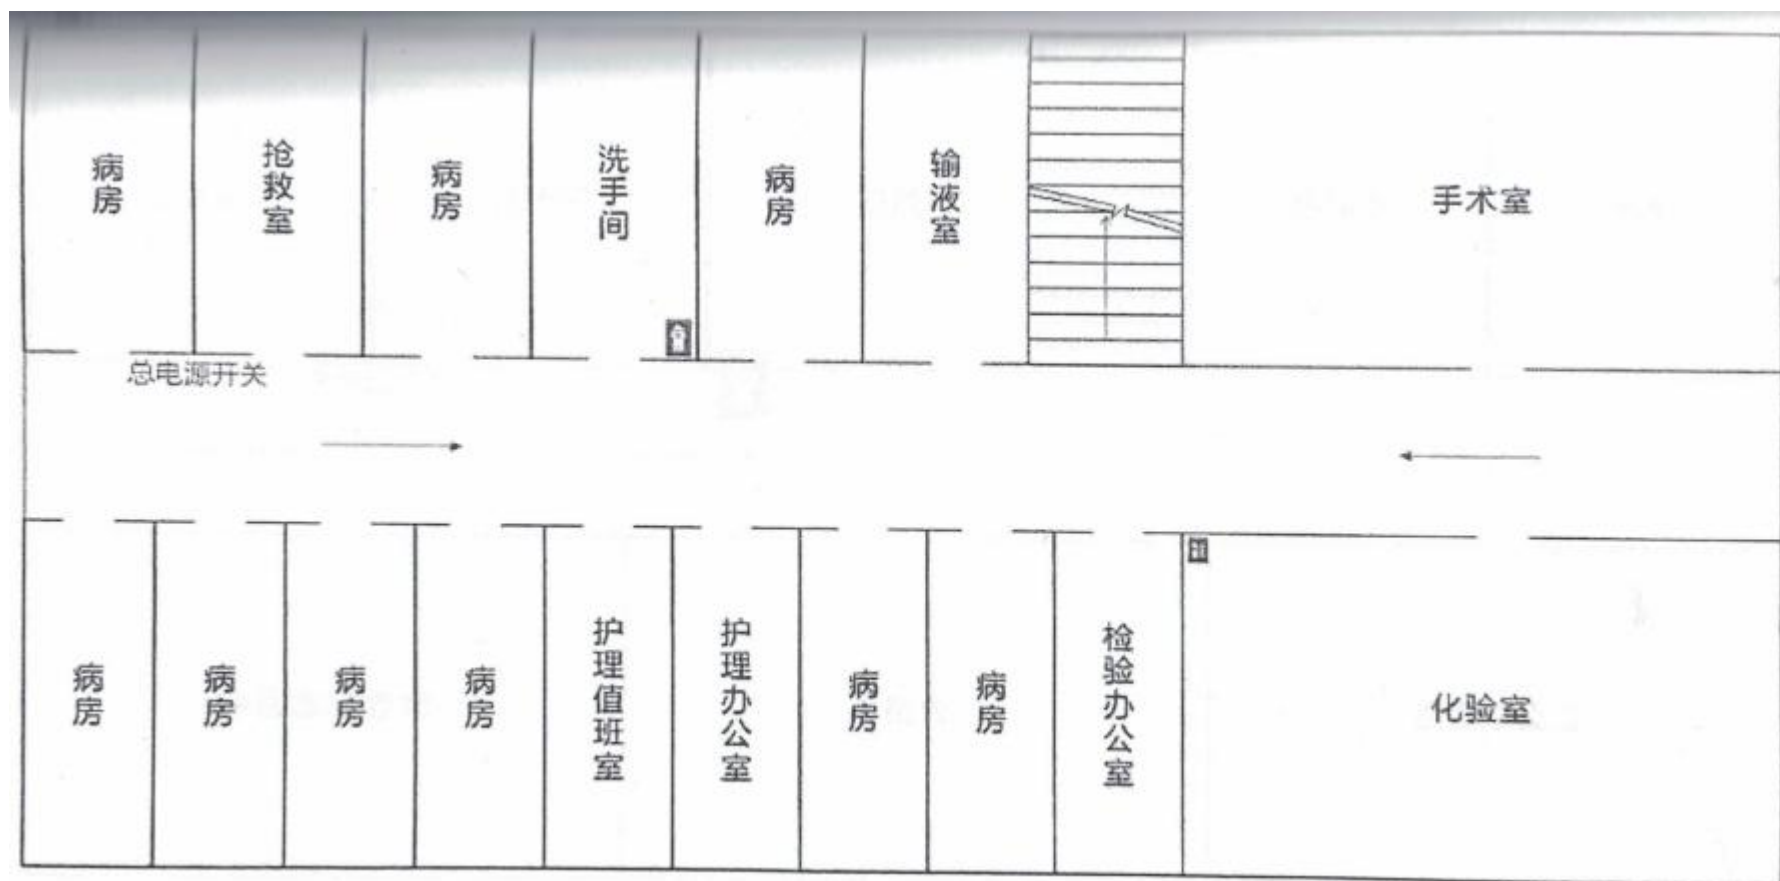 病房
抢救室
病房
洗手间
病房
输液室
手术室
总电源开关
病房
病房
病房
病房
护理值班室
护理办公室
病房
病房
检验办公室
化验室